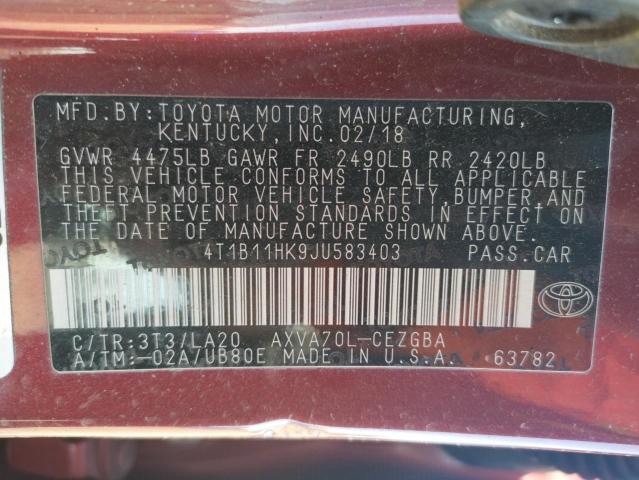 MFD.BY:TOYOTA MOTOR MANUFACTURING,
KENTUCKY,INC.02/18
GVWR 4475LB GAWR FR 2490LB RR 2420LB
THIS VEHICLE CONFORMS TO ALL APPLICABLE
FEDERAL MOTOR VEHICLE SAFETY,BUMPER,AND
THEFT PREVENTION STANDARDS IN EFFECT ON
THE DATE OF MANUFACTURE SHOWN ABOVE.
4T1B11HK9JU583403 PASS.CAR
C/TR:3T3/LA20 AXVA70L-CEZGBA
A/TM:-02A/UB80E MADE IN U.S.A. 63782